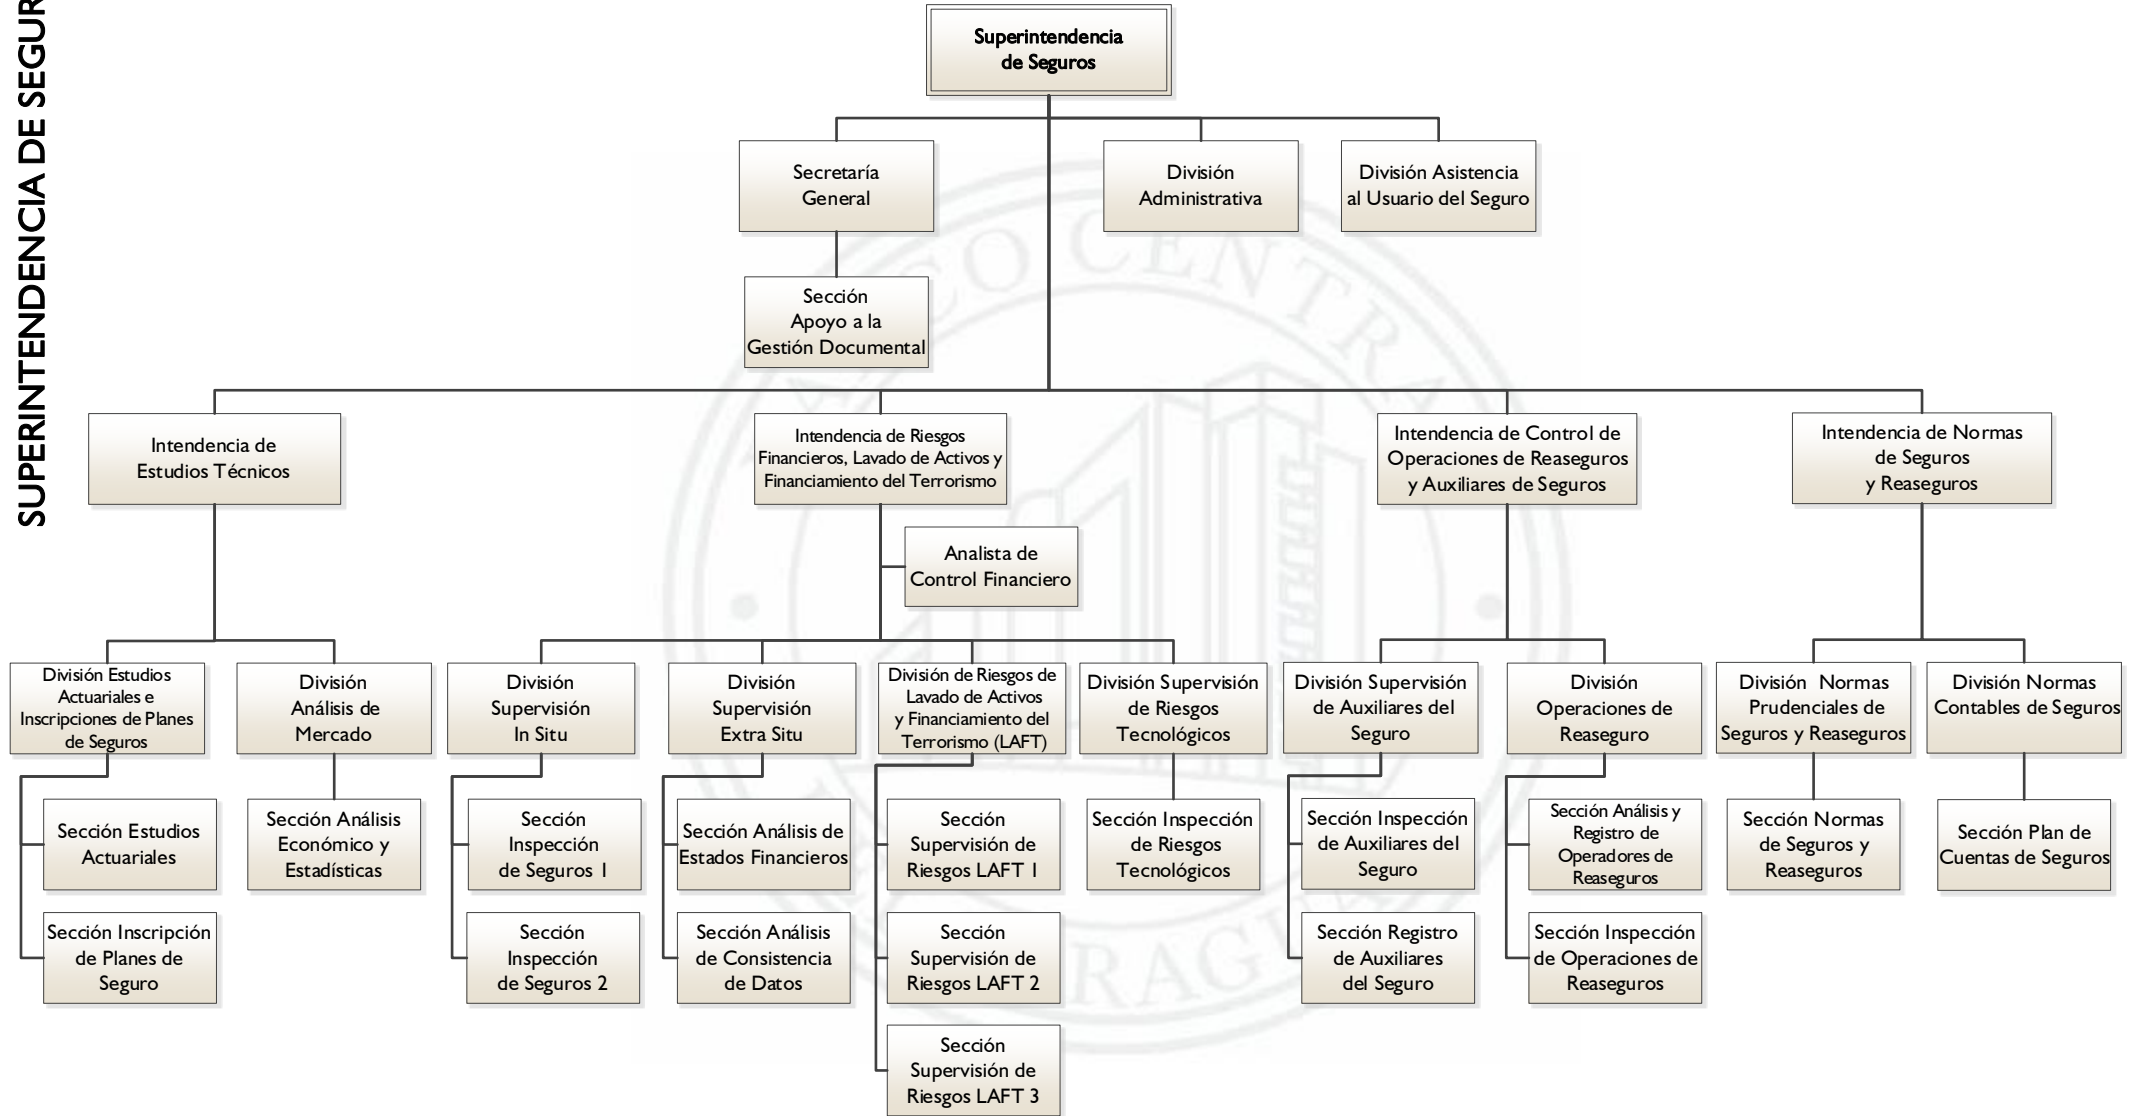 SUPERINTENDENCIA DE SEGUR
Superintendencia
de Seguros
Secretaría
General
División
Administrativa
División Asistencia
al Usuario del Seguro
Sección
Apoyo a la
Gestión Documental
Intendencia de
Estudios Técnicos
Intendencia de Riesgos
Financieros, Lavado de Activos y
Financiamiento del Terrorismo
Intendencia de Control de
Operaciones de Reaseguros
y Auxiliares de Seguros
Intendencia de Normas
de Seguros
y Reaseguros
Analista de
Control Financiero
División Estudios
Actuariales e
Inscripciones de Planes
de Seguros
División
Análisis de
Mercado
División
Supervisión
In Situ
División
Supervisión
Extra Situ
División de Riesgos de
Lavado de Activos
y Financiamiento del
Terrorismo (LAFT)
División Supervisión
de Riesgos
Tecnológicos
División Supervisión
de Auxiliares del
Seguro
División
Operaciones de
Reaseguro
División Normas
Prudenciales de
Seguros y Reaseguros
División Normas
Contables de Seguros
Sección Estudios
Actuariales
Sección Análisis
Económico y
Estadísticas
Sección
Inspección
de Seguros 1
Sección Análisis de
Estados Financieros
Sección
Supervisión de
Riesgos LAFT 1
Sección Inspección
de Riesgos
Tecnológicos
Sección Inspección
de Auxiliares del
Seguro
Sección Análisis y
Registro de
Operadores de
Reaseguros
Sección Normas
de Seguros y
Reaseguros
Sección Plan de
Cuentas de Seguros
Sección Inscripción
de Planes de
Seguro
Sección
Inspección
de Seguros 2
Sección Análisis
de Consistencia
de Datos
Sección
Supervisión de
Riesgos LAFT 2
Sección Registro
de Auxiliares
del Seguro
Sección Inspección
de Operaciones de
Reaseguros
Sección
Supervisión de
Riesgos LAFT 3